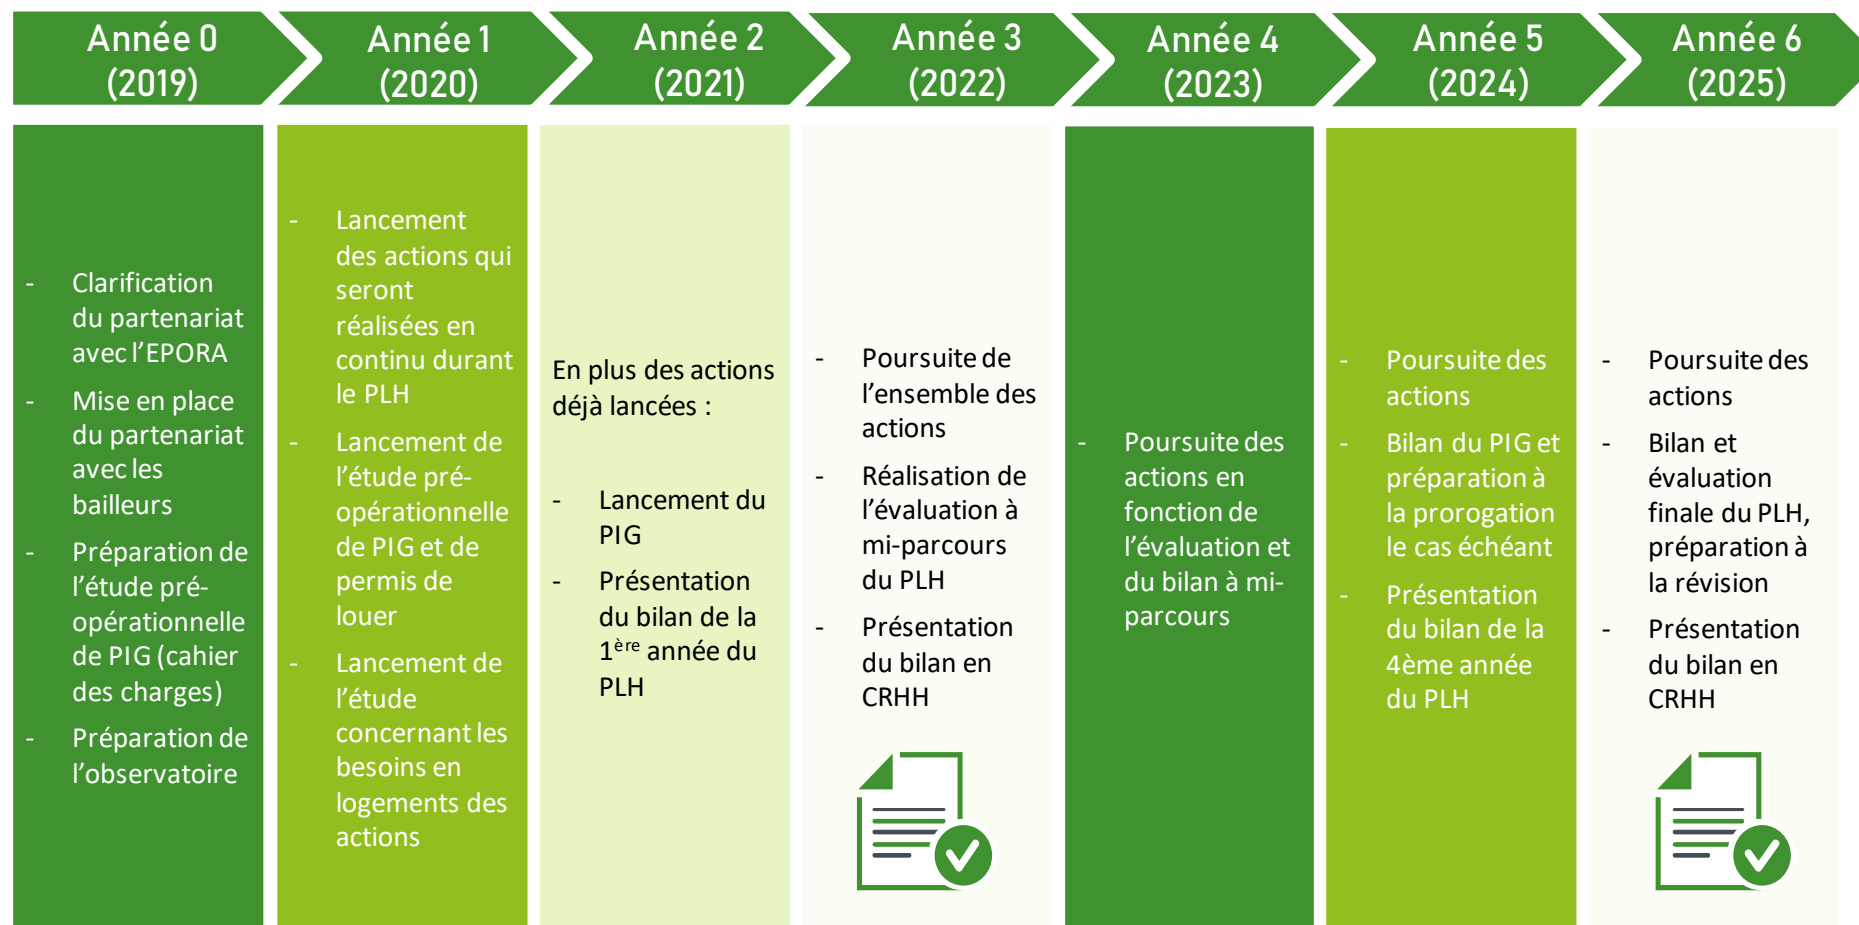 Année 0
(2019)
Année 1
(2020)
Année 2
(2021)
Année 3
(2022)
Année 4
(2023)
Année 5
(2024)
Année 6
(2025)
- Clarification
du partenariat
avec l’EPORA
- Mise en place
du partenariat
avec les
bailleurs
- Préparation de
l’étude pré-
opérationnelle
de PIG (cahier
des charges)
- Préparation de
l’observatoire
- Lancement
des actions qui
seront
réalisées en
continu durant
le PLH
- Lancement de
l’étude pré-
opérationnelle
de PIG et de
permis de
louer
- Lancement de
l’étude
concernant les
besoins en
logements des
actions
En plus des actions
déjà lancées :
- Lancement du
PIG
- Présentation
du bilan de la
1ère année du
PLH
- Poursuite de
l’ensemble des
actions
- Réalisation de
l’évaluation à
mi-parcours
du PLH
- Présentation
du bilan en
CRHH
- Poursuite des
actions en
fonction de
l’évaluation et
du bilan à mi-
parcours
- Poursuite des
actions
- Bilan du PIG et
préparation à
la prorogation
le cas échéant
- Présentation
du bilan de la
4ème année
du PLH
- Poursuite des
actions
- Bilan et
évaluation
finale du PLH,
préparation à
la révision
- Présentation
du bilan en
CRHH